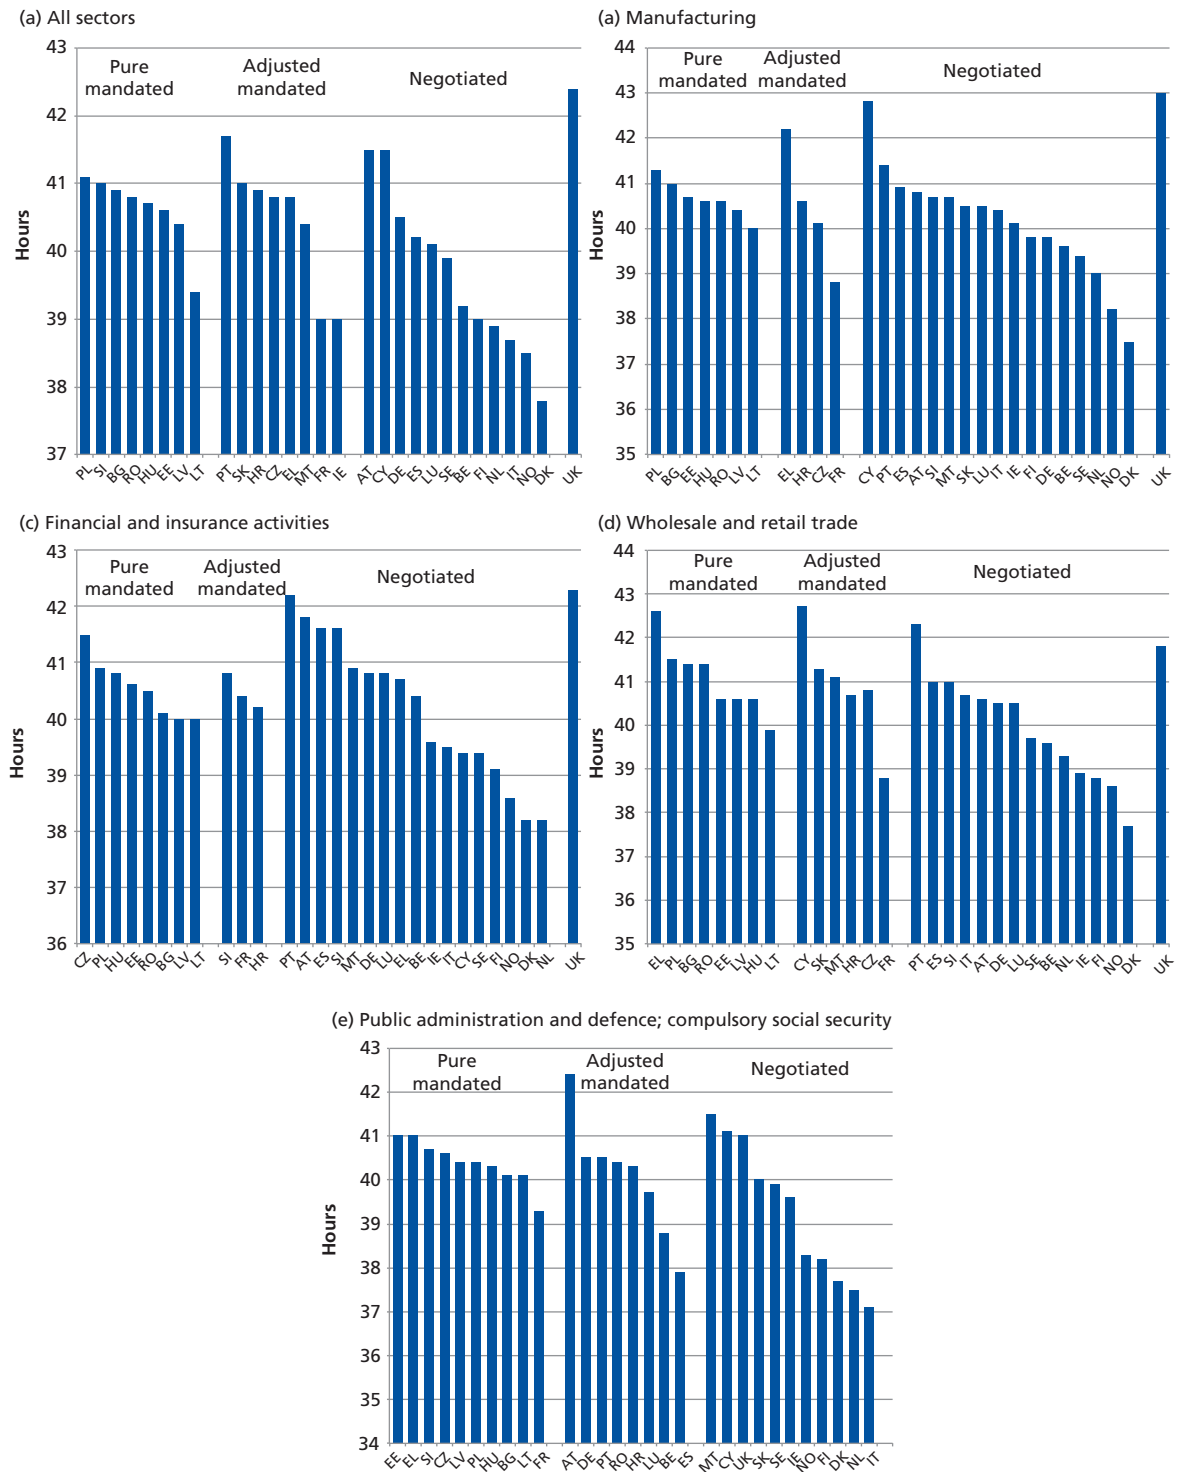 (a) All sectors
43
42
41
40
39
38
37
Hours
Pure
mandated
Adjusted
mandated
Negotiated
PL SI BG RO HU EE LV LT PT SK HR CZ EL MT FR IE AT CY DE ES LU SE BE FI NL IT NO DK UK
(a) Manufacturing
44
43
42
41
40
39
38
37
36
35
Hours
Pure
mandated
Adjusted
mandated
Negotiated
PL BG EE HU RO LV LT EL HR CZ FR CY PT ES AT SI MT SK LU IT IE FI DE BE SE NL NO DK UK
(c) Financial and insurance activities
43
42
41
40
39
38
37
36
Hours
Pure
mandated
Adjusted
mandated
Negotiated
CZ PL HU EE RO BG LV LT SI FR HR PT AT ES SI MT DE LU EL BE IE IT CY SE FI NO DK NL UK
(d) Wholesale and retail trade
44
43
42
41
40
39
38
37
36
35
Hours
Pure
mandated
Adjusted
mandated
Negotiated
EL PL BG RO EE LV HU LT CY SK MT HR CZ FR PT ES SI IT AT DE LU SE BE NL IE FI NO DK UK
(e) Public administration and defence; compulsory social security
43
42
41
40
39
38
37
36
35
34
Hours
Pure
mandated
Adjusted
mandated
Negotiated
EE EL SI CZ LV PL HU BG LT FR AT DE PT RO HR LU BE ES MT CY UK SK SE IE NO FI DK NL IT